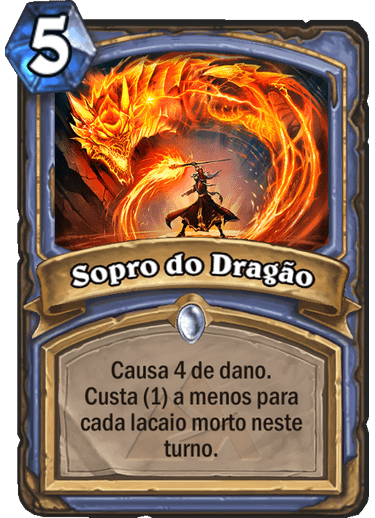 5
Sopro do Dragão
Causa 4 de dano.
Custa (1) a menos para
cada lacaio morto neste
turno.